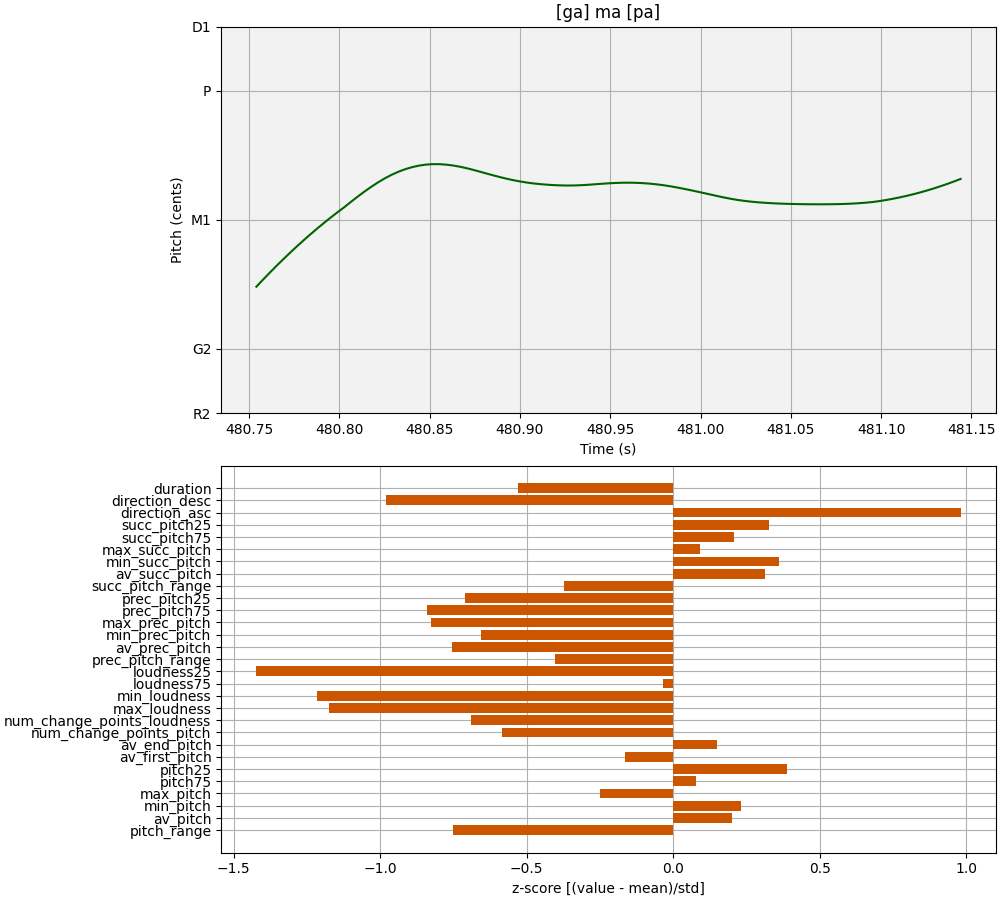 [ga] ma [pa]
D1
P
M1
G2
R2
Pitch (cents)
480.75 480.80 480.85 480.90 480.95 481.00 481.05 481.10 481.15
Time (s)
duration
direction_desc
direction_asc
succ_pitch25
succ_pitch75
max_succ_pitch
min_succ_pitch
av_succ_pitch
succ_pitch_range
prec_pitch25
prec_pitch75
max_prec_pitch
min_prec_pitch
av_prec_pitch
prec_pitch_range
loudness25
loudness75
min_loudness
max_loudness
num_change_points_loudness
num_change_points_pitch
av_end_pitch
av_first_pitch
pitch25
pitch75
max_pitch
min_pitch
av_pitch
pitch_range
−1.5 −1.0 −0.5 0.0 0.5 1.0
z-score [(value - mean)/std]